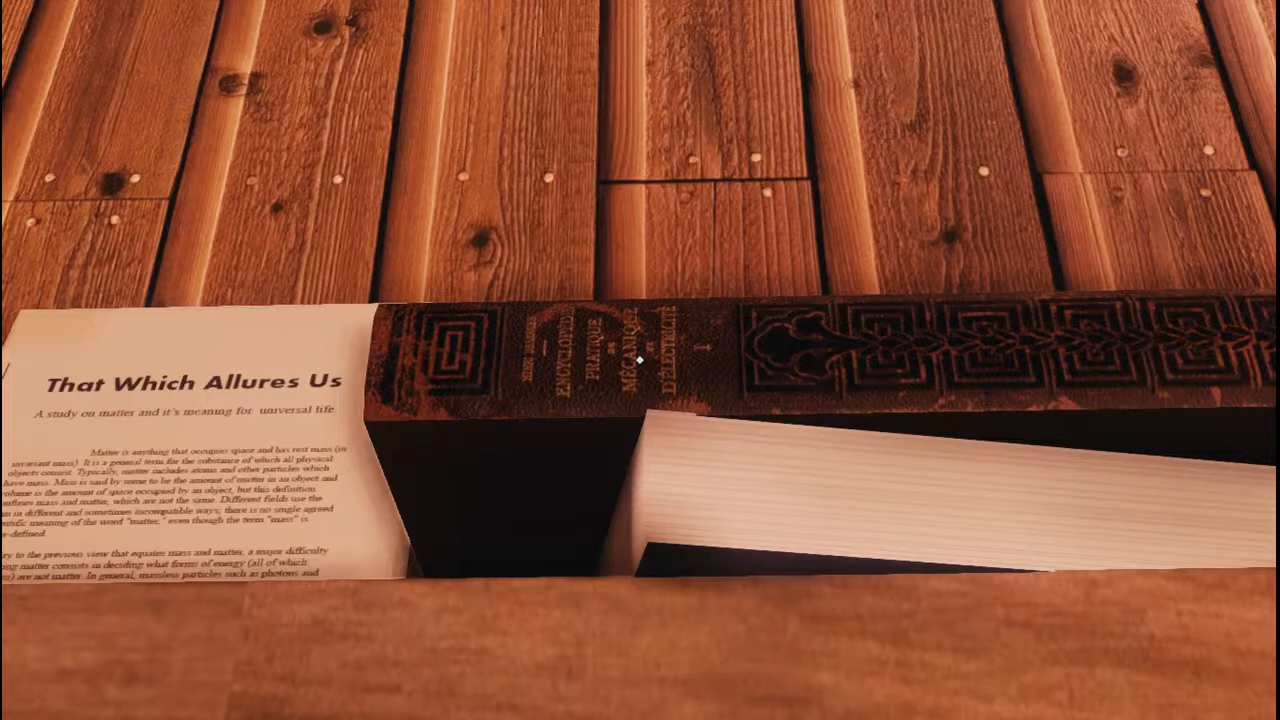 That Which Allures Us
A study on matter and it's meaning for universal life.
Matter is anything that occupies space and has rest mass (or
invariant mass). It is a general term for the substance of which all physical
objects consist. Typically, matter includes atoms and other particles which
have mass. Mass is said by some to be the amount of matter in an object and
volume is the amount of space occupied by an object, but this definition
confuses mass and matter, which are not the same. Different fields use the
in different and sometimes incompatible ways; there is no single agreed
meaning of the word "matter," even though the term "mass" is
-defined.
ry to the previous view that equates mass and matter, a major difficulty
ing matter consists in deciding what forms of energy (all of which
s) are not matter. In general, massless particles such as photons and
ENCYCLOPÉDIE
PRATIQUE
DE
MÉCANIQUE
ET
D'ÉLECTRICITÉ
1